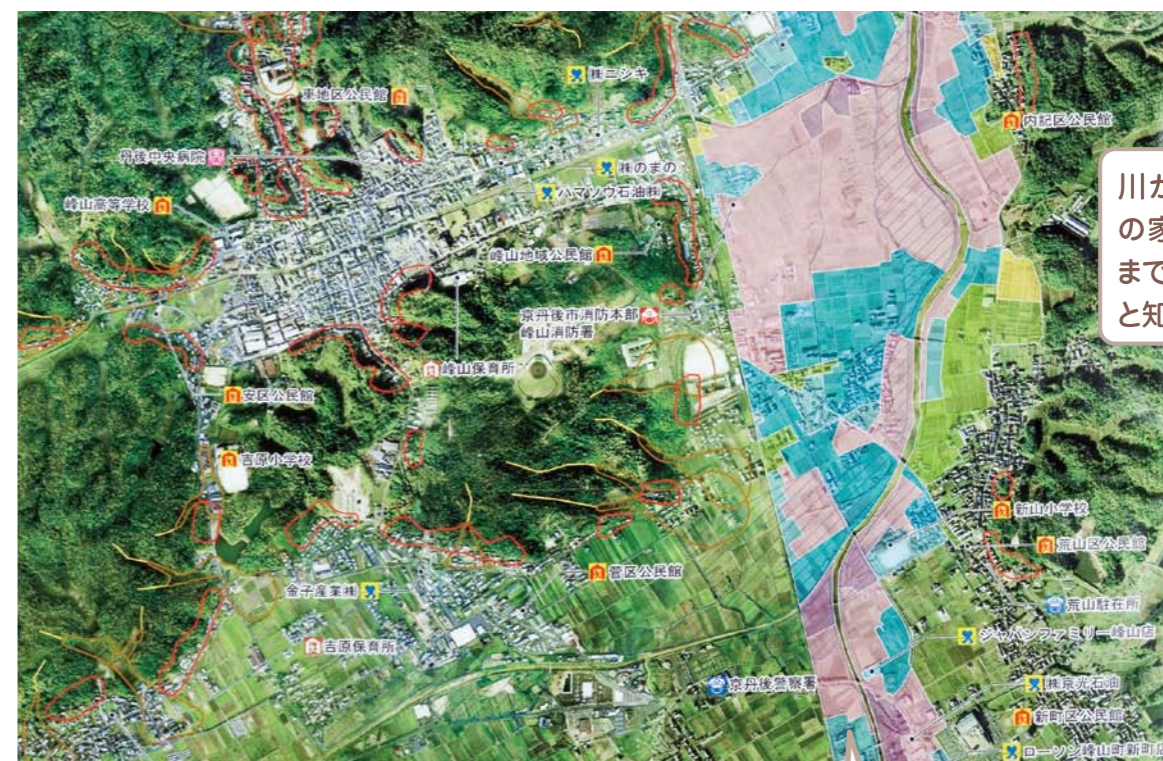 株ニシキ
東地区公民館
内記区公民館
丹後中央病院
株のまの
ハマソウ石油株
峰山高等学校
峰山地域公民館
京丹後市消防本部
峰山消防署
峰山保育所
安区公民館
吉原小学校
新山小学校
荒山区公民館
菅区公民館
金子産業株
荒山駐在所
ジャパンファミリー峰山店
吉原保育所
京丹後警察署
株京光石油
新町区公民館
ローソン峰山町新町店
川か
の家
まで
と知